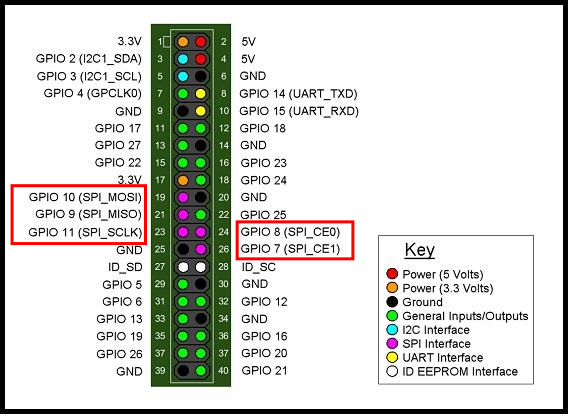 3.3V 1 2 5V
GPIO 2 (I2C1_SDA) 3 4 5V
GPIO 3 (I2C1_SCL) 5 6 GND
GPIO 4 (GPCLK0) 7 8 GPIO 14 (UART_TXD)
GND 9 10 GPIO 15 (UART_RXD)
GPIO 17 11 12 GPIO 18
GPIO 27 13 14 GND
GPIO 22 15 16 GPIO 23
3.3V 17 18 GPIO 24
GPIO 10 (SPI_MOSI) 19 20 GND
GPIO 9 (SPI_MISO) 21 22 GPIO 25
GPIO 11 (SPI_SCLK) 23 24 GPIO 8 (SPI_CE0)
GND 25 26 GPIO 7 (SPI_CE1)
ID_SD 27 28 ID_SC
GPIO 5 29 30 GND
GPIO 6 31 32 GPIO 12
GPIO 13 33 34 GND
GPIO 19 35 36 GPIO 16
GPIO 26 37 37 GPIO 20
GND 39 40 GPIO 21
Key
Power (5 Volts)
Power (3.3 Volts)
Ground
General Inputs/Outputs
I2C Interface
SPI Interface
UART Interface
ID EEPROM Interface